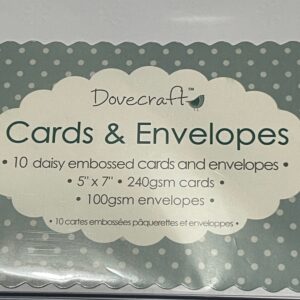 Dovecraft™
Cards & Envelopes
• 10 daisy embossed cards and envelopes •
• 5" x 7" • 240gsm cards •
• 100gsm envelopes •
• 10 cartes embossées pâquerettes et enveloppes •